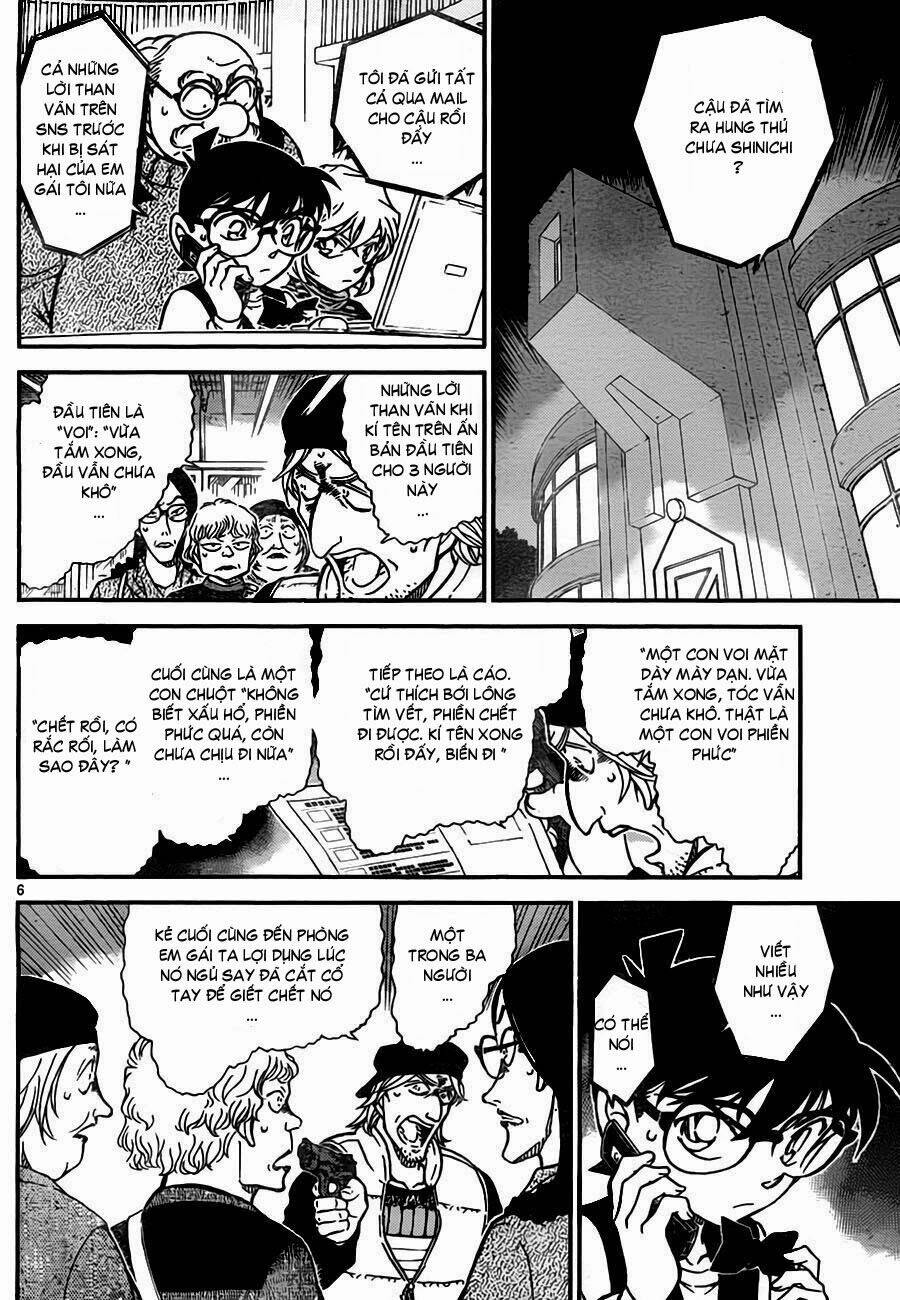 CẬU ĐÃ TÌM
RA HUNG THỦ
CHƯA SHINICHI
?
TÔI ĐÃ GỬI TẤT
CẢ QUA MAIL
CHO CẬU RỒI
ĐẤY
...
CẢ NHỮNG
LỜI THAN
VÃN TRÊN
SNS TRƯỚC
KHI BỊ SÁT
HẠI CỦA EM
GÁI TÔI NỮA
...
NHỮNG LỜI
THAN VÃN KHI
KÍ TÊN TRÊN ẤN
BẢN ĐẦU TIÊN
CHO 3 NGƯỜI
NÀY
...
ĐẦU TIÊN LÀ
“VOI”: “VỪA
TẮM XONG,
ĐẦU VẪN CHƯA
KHÔ”
...
“MỘT CON VOI MẶT
DÀY MÀY DẠN. VỪA
TẮM XONG, TÓC VẪN
CHƯA KHÔ. THẬT LÀ
MỘT CON VOI PHIỀN
PHỨC”
TIẾP THEO LÀ CÁO.
“CỨ THÍCH BỚI LÔNG
TÌM VẾT, PHIỀN CHẾT
ĐI ĐƯỢC. KÍ TÊN XONG
RỒI ĐẤY, BIẾN ĐI ”
CUỐI CÙNG LÀ MỘT
CON CHUỘT “KHÔNG
BIẾT XẤU HỔ, PHIỀN
PHỨC QUÁ, CÒN
CHƯA CHỊU ĐI NỮA”
...
“CHẾT RỒI, CÓ
RẮC RỐI, LÀM
SAO ĐÂY? ”
6
VIẾT
NHIỀU
NHƯ VẬY
...
CÓ THỂ
NÓI
...
MỘT
TRONG BA
NGƯỜI
...
KẺ CUỐI CÙNG ĐẾN PHÒNG
EM GÁI TA LỢI DỤNG LÚC
NÓ NGỦ SAY ĐÃ CẮT CỔ
TAY ĐỂ GIẾT CHẾT NÓ
...